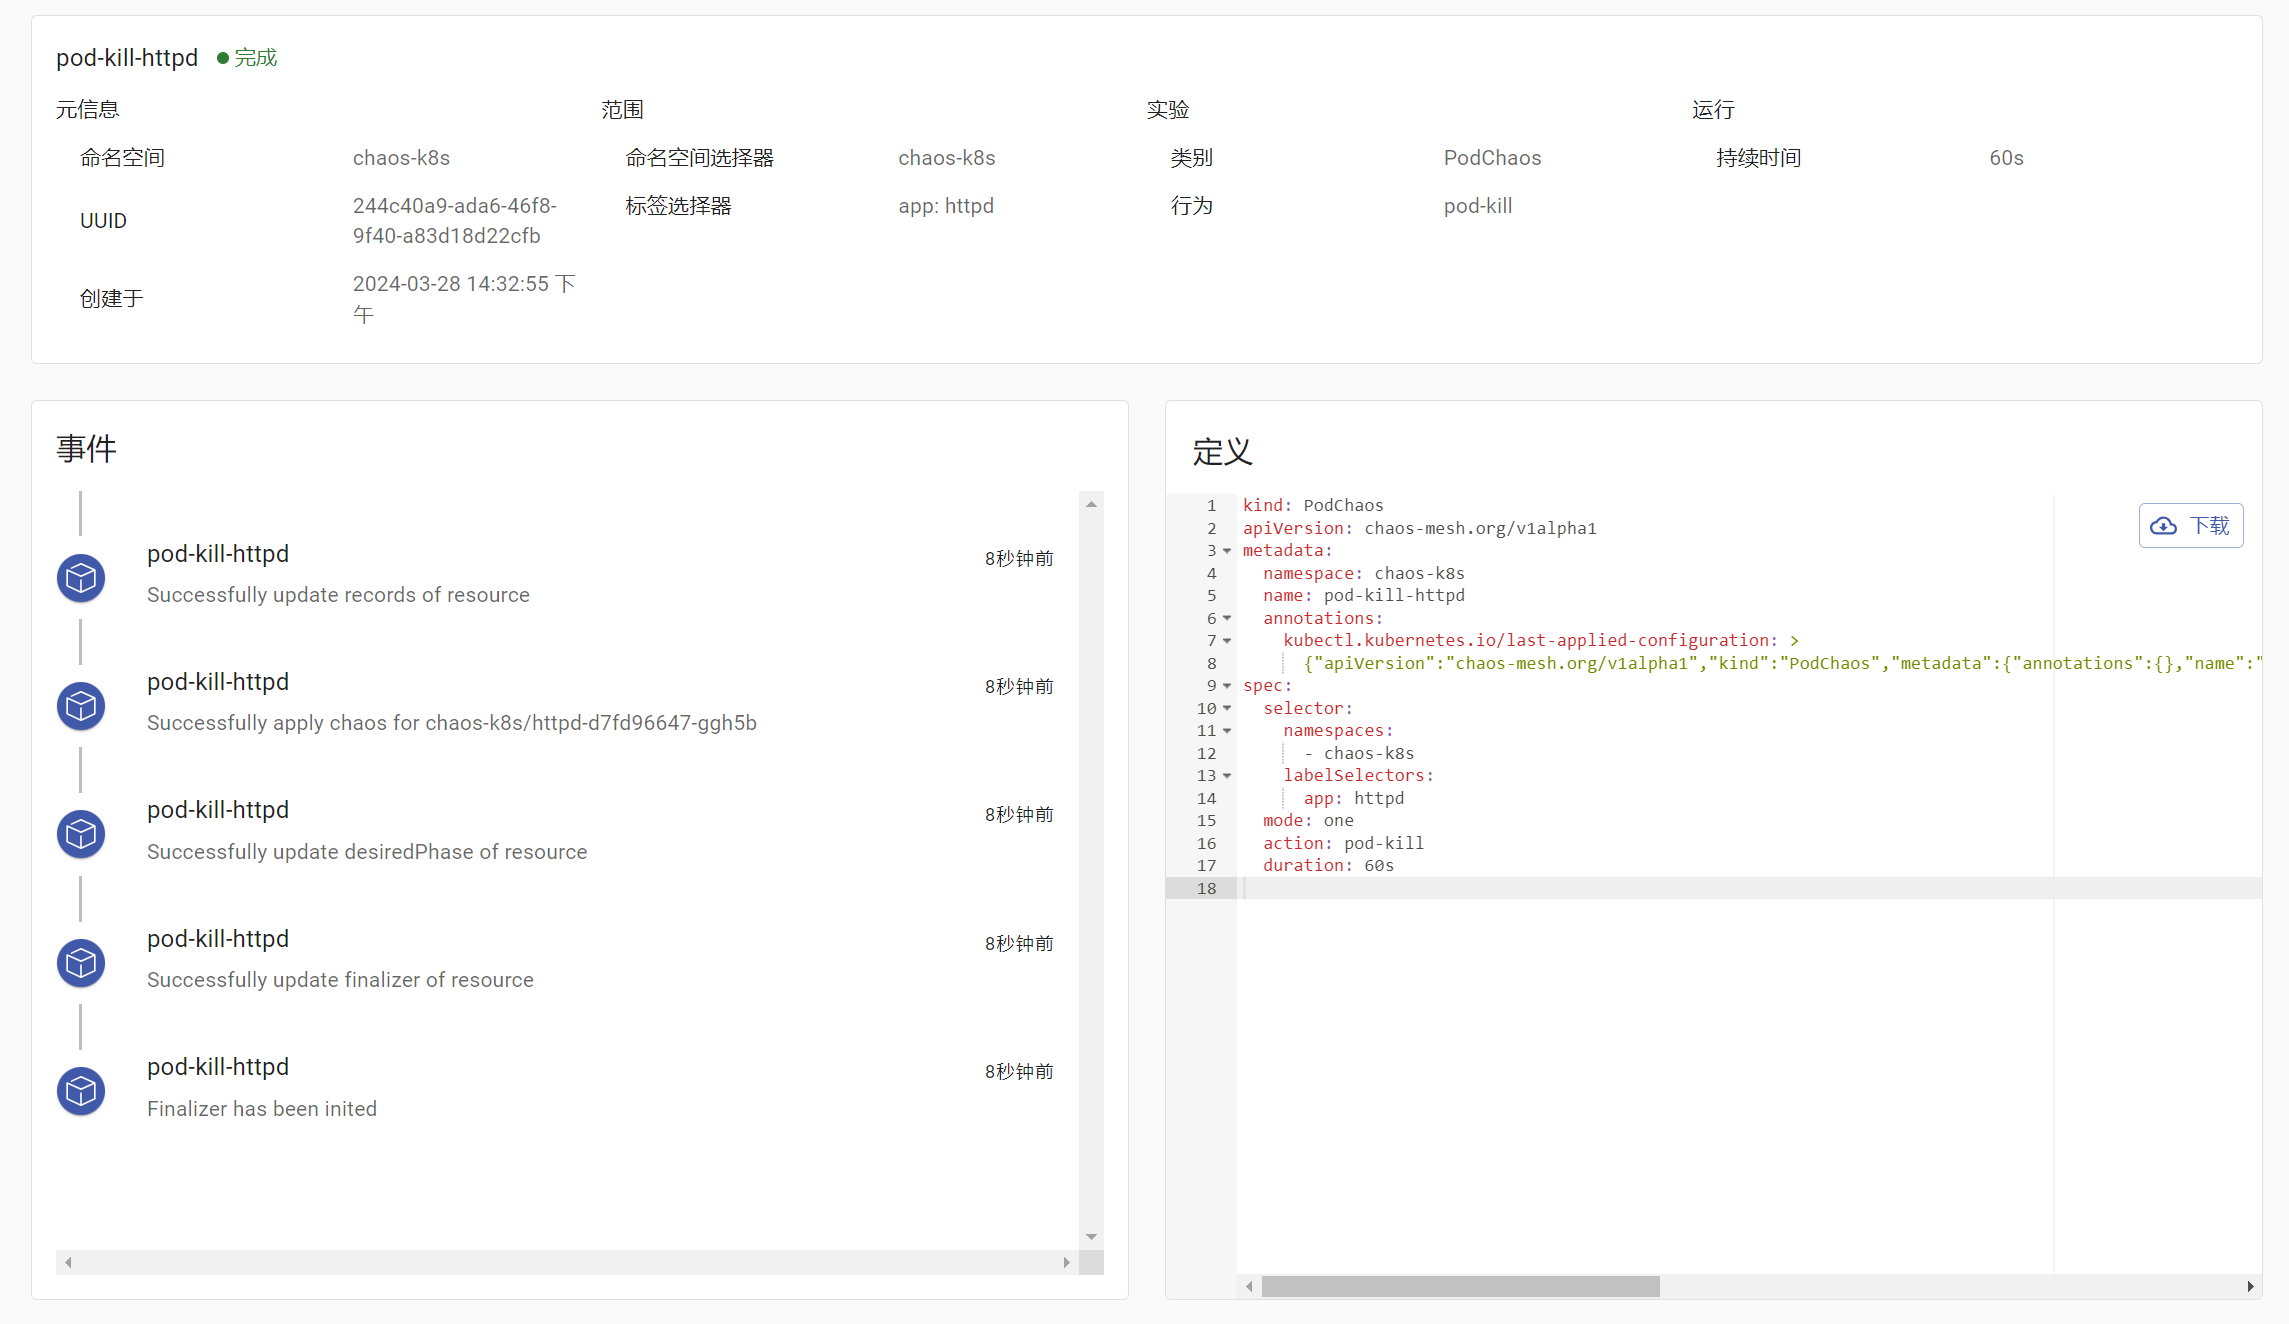 pod-kill-httpd 完成
元信息
命名空间 chaos-k8s
UUID 244c40a9-ada6-46f8-
9f40-a83d18d22cfb
创建于 2024-03-28 14:32:55 下
午
范围
命名空间选择器 chaos-k8s
标签选择器 app: httpd
实验
类别 PodChaos
行为 pod-kill
运行
持续时间 60s
事件
pod-kill-httpd 8秒钟前
Successfully update records of resource
pod-kill-httpd 8秒钟前
Successfully apply chaos for chaos-k8s/httpd-d7fd96647-ggh5b
pod-kill-httpd 8秒钟前
Successfully update desiredPhase of resource
pod-kill-httpd 8秒钟前
Successfully update finalizer of resource
pod-kill-httpd 8秒钟前
Finalizer has been inited
定义
下载
1 kind: PodChaos
2 apiVersion: chaos-mesh.org/v1alpha1
3 metadata:
4 namespace: chaos-k8s
5 name: pod-kill-httpd
6 annotations:
7 kubectl.kubernetes.io/last-applied-configuration: >
8 {"apiVersion":"chaos-mesh.org/v1alpha1","kind":"PodChaos","metadata":{"annotations":{},"name":"
9 spec:
10 selector:
11 namespaces:
12 - chaos-k8s
13 labelSelectors:
14 app: httpd
15 mode: one
16 action: pod-kill
17 duration: 60s
18